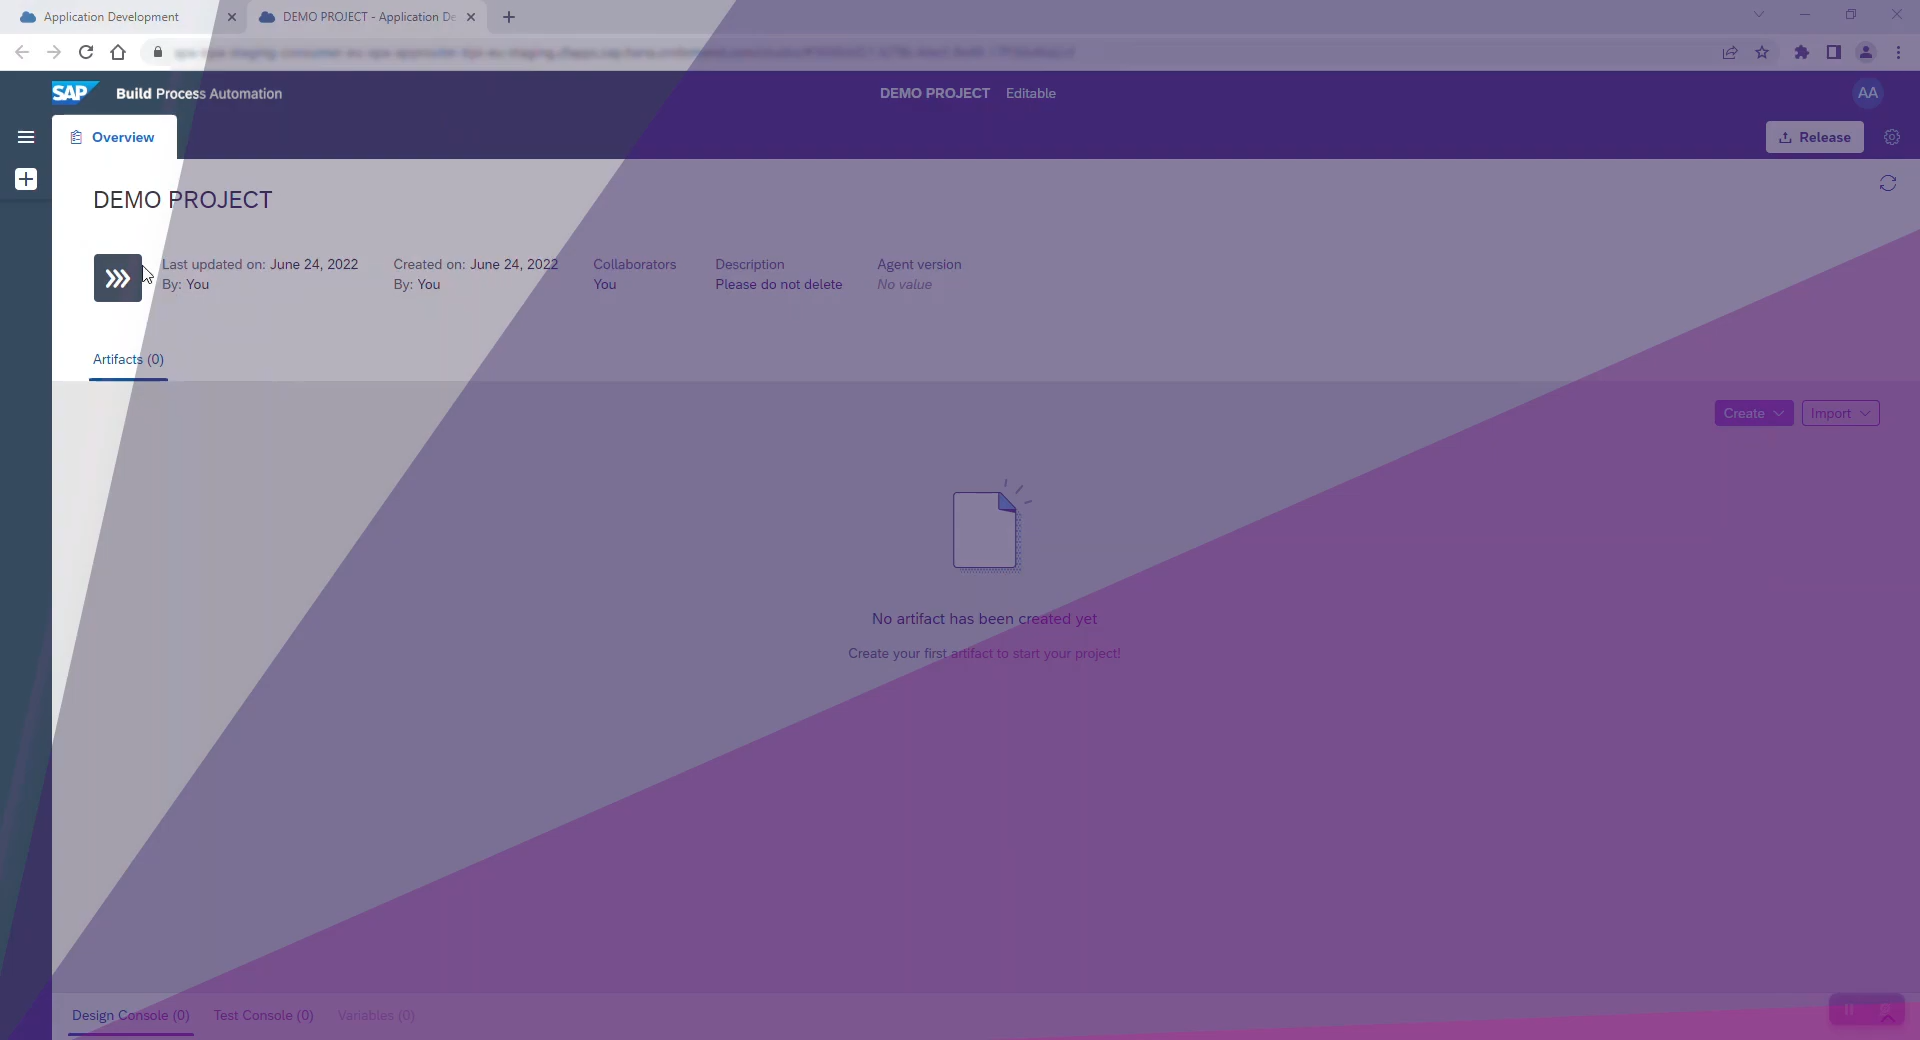 Application Development
DEMO PROJECT - Application De
SAP
Build Process Automation
DEMO PROJECT Editable
AA
Overview
Release
DEMO PROJECT
Last updated on: June 24, 2022
By: You
Created on: June 24, 2022
By: You
Collaborators
You
Description
Please do not delete
Agent version
No value
Artifacts (0)
Create
Import
No artifact has been created yet
Create your first artifact to start your project!
Design Console (0) Test Console (0) Variables (0)